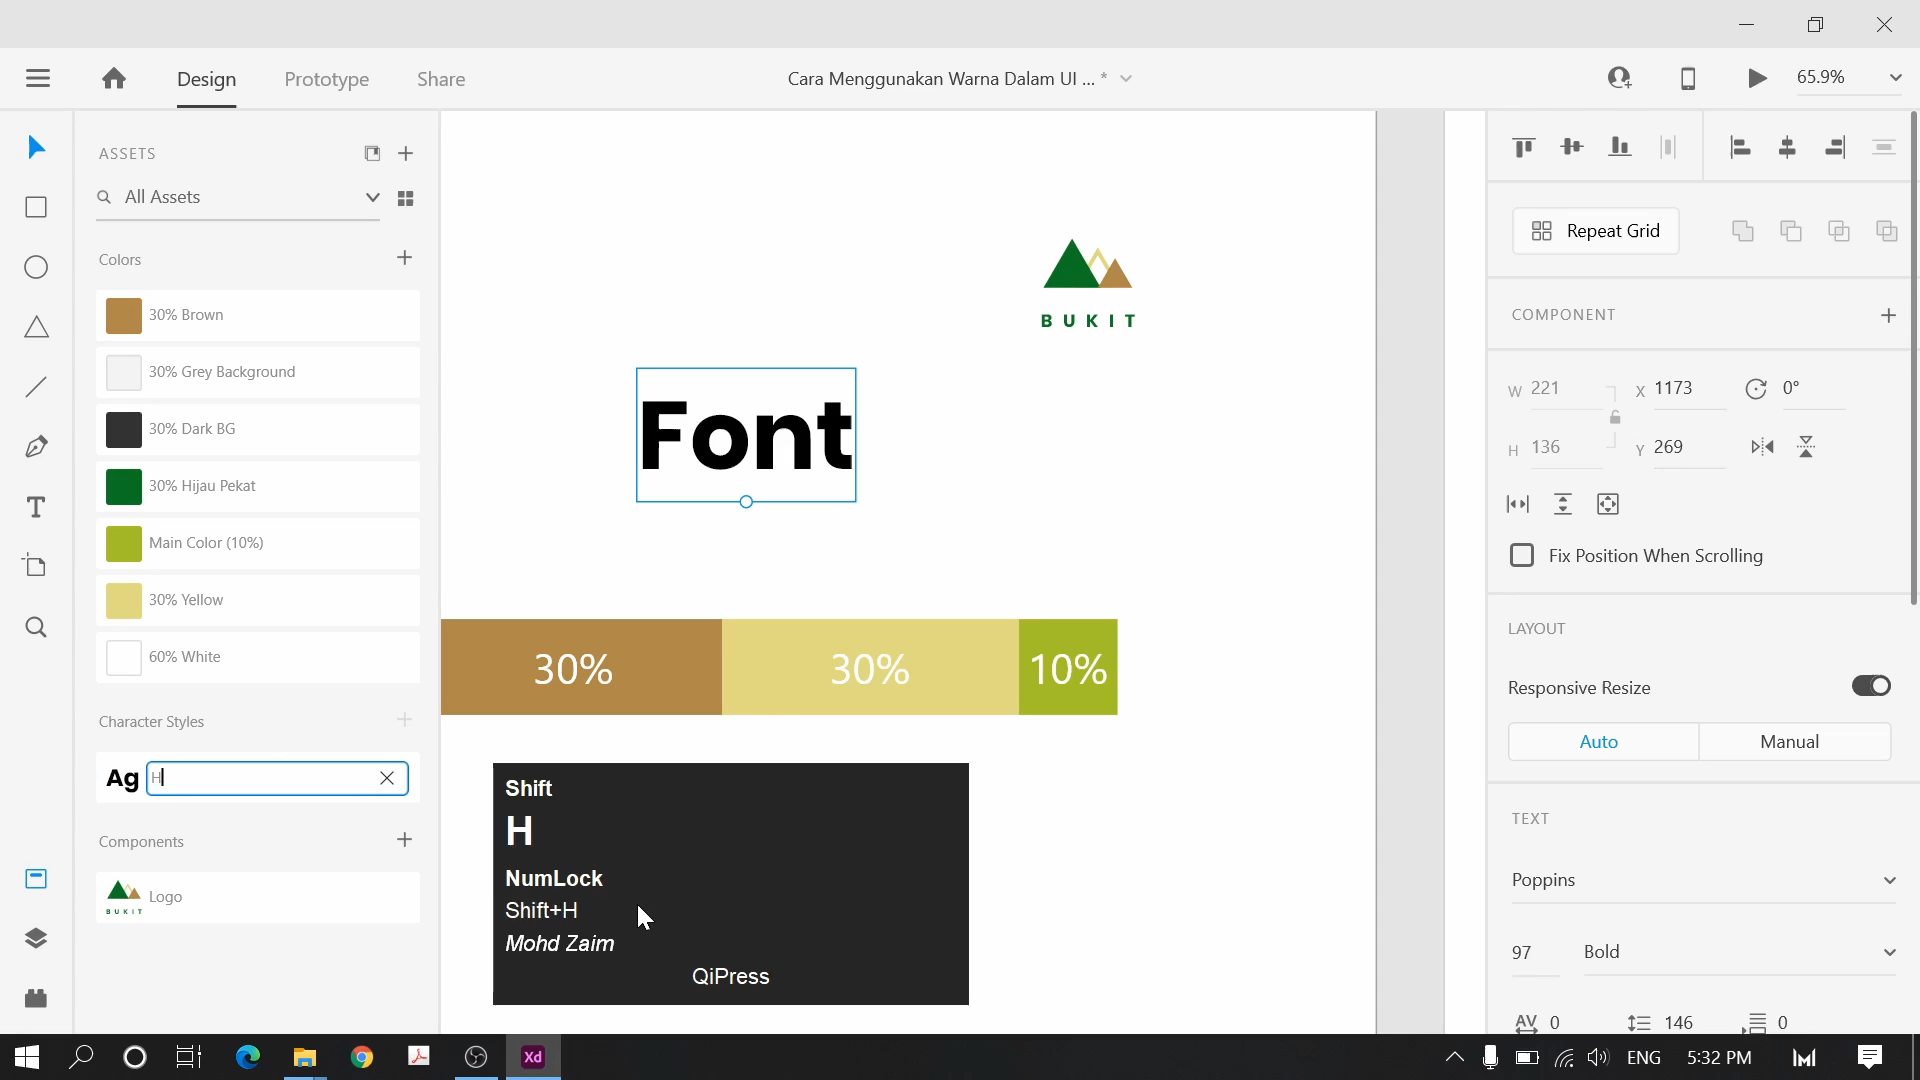 Design
Prototype
Share
Cara Menggunakan Warna Dalam UI ... *
65.9%
ASSETS
All Assets
Colors
30% Brown
30% Grey Background
30% Dark BG
30% Hijau Pekat
Main Color (10%)
30% Yellow
60% White
Character Styles
Ag
H
Components
BUKIT
Logo
BUKIT
Font
30%
30%
10%
Shift
H
NumLock
Shift+H
Mohd Zaim
QiPress
Repeat Grid
COMPONENT
W 221
X 1173
0°
H 136
Y 269
Fix Position When Scrolling
LAYOUT
Responsive Resize
Auto
Manual
TEXT
Poppins
97
Bold
AV 0
146
0
Xd
ENG
5:32 PM